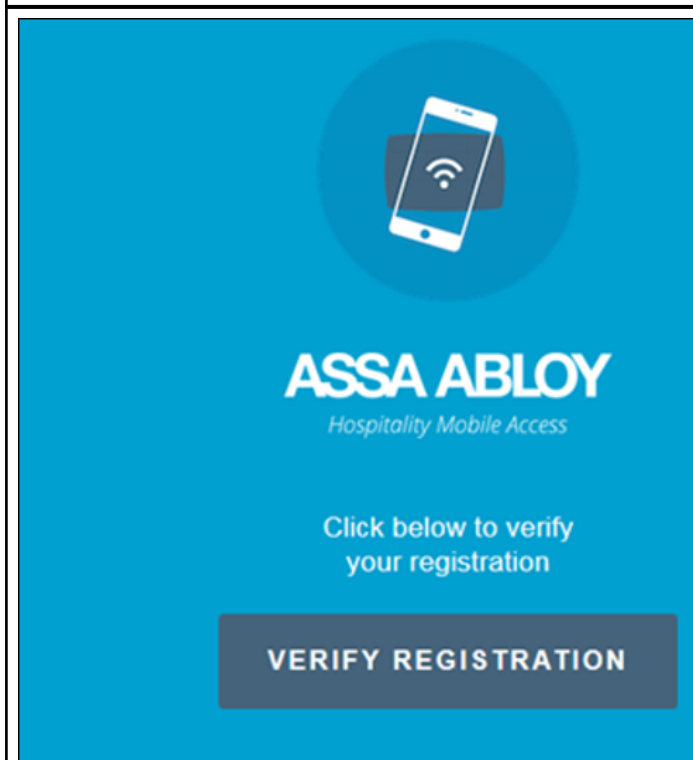 ASSA ABLOY
Hospitality Mobile Access
Click below to verify
your registration
VERIFY REGISTRATION